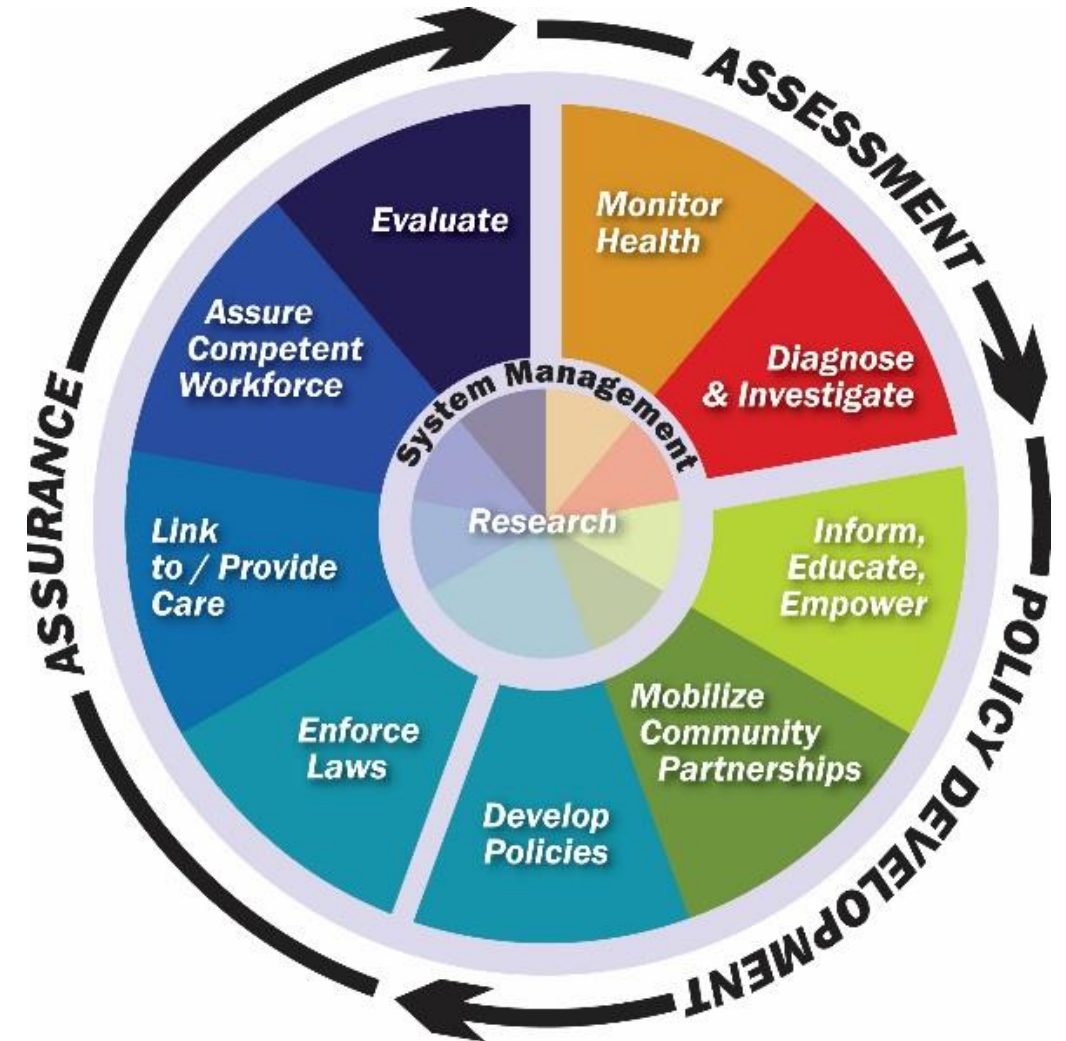 ASSESSMENT
Monitor
Health
Diagnose
& Investigate
POLICY DEVELOPMENT
Inform,
Educate,
Empower
Mobilize
Community
Partnerships
Develop
Policies
ASSURANCE
Enforce
Laws
Link
to / Provide
Care
Assure
Competent
Workforce
Evaluate
System Management
Research